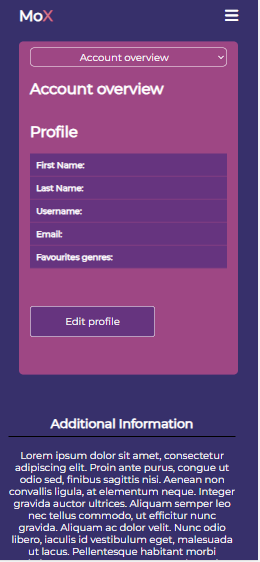 MoX
Account overview
Account overview
Profile
First Name:
Last Name:
Username:
Email:
Favourites genres:
Edit profile
Additional Information
Lorem ipsum dolor sit amet, consectetur
adipiscing elit. Proin ante purus, congue ut
odio sed, finibus sagittis nisi. Aenean non
convallis ligula, at elementum neque. Integer
gravida auctor ultrices. Aliquam semper leo
nec tellus commodo, ut efficitur nunc
gravida. Aliquam ac dolor velit. Nunc odio
libero, iaculis id vestibulum eget, malesuada
ut lacus. Pellentesque habitant morbi